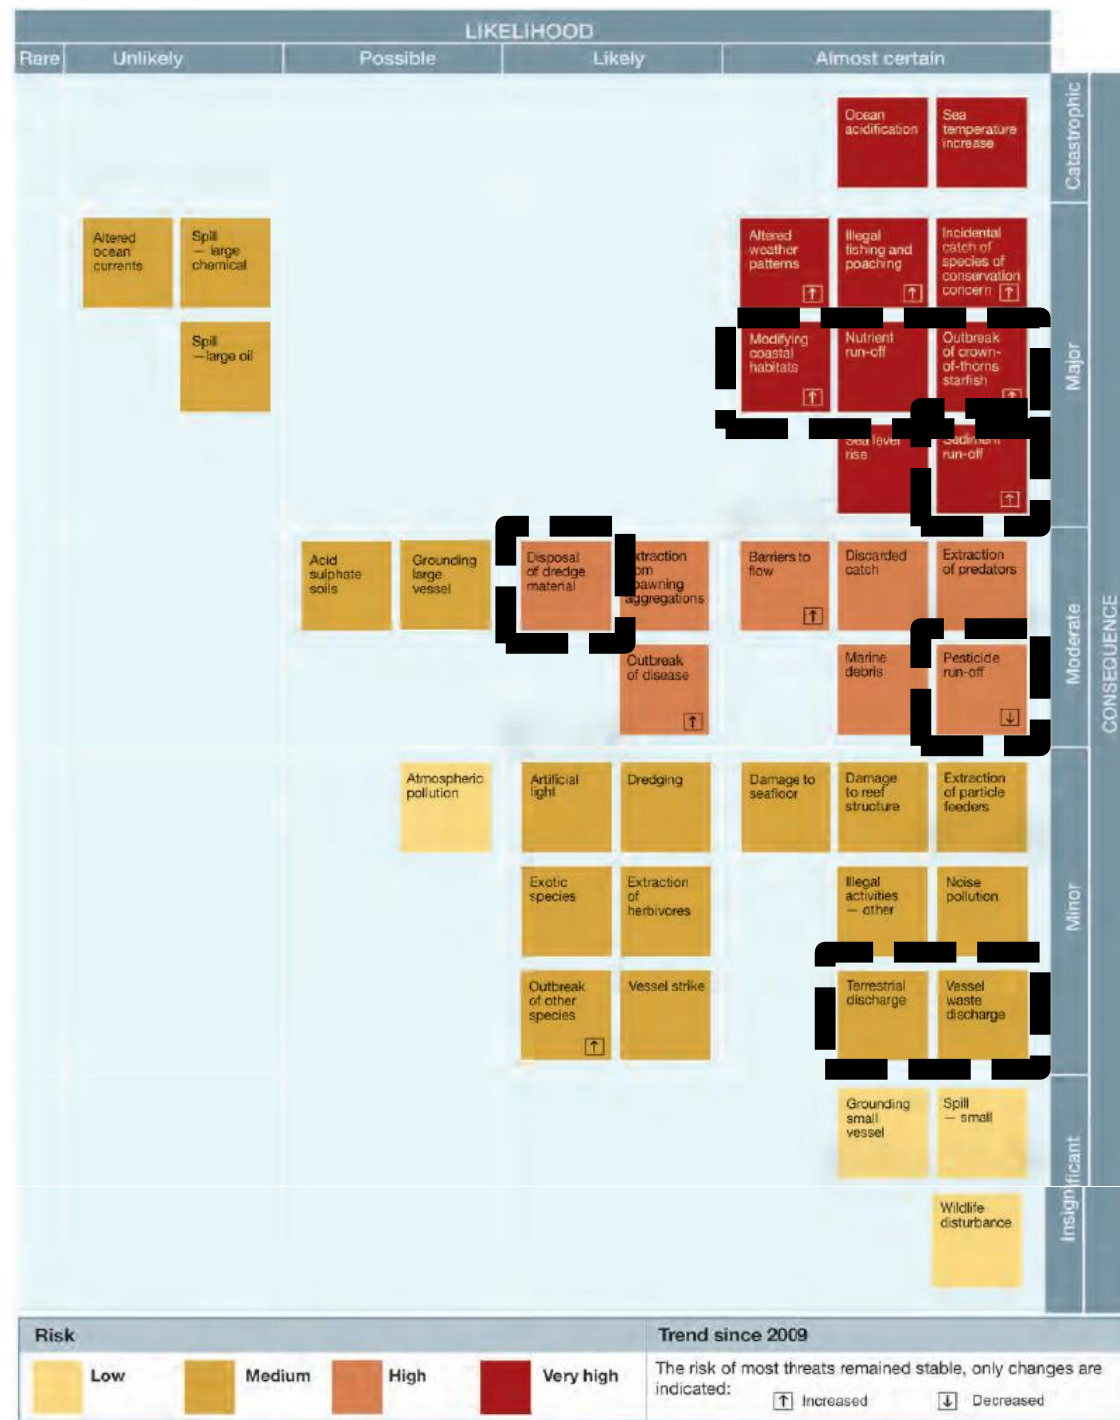 LIKELIHOOD
Rare
Unlikely
Possible
Likely
Almost certain
CONSEQUENCE
Catastrophic
Ocean
acidification
Sea
temperature
increase
Major
Altered
ocean
currents
Spill
— large
chemical
Altered
weather
patterns
↑
Illegal
fishing and
poaching
↑
Incidental
catch of
species of
conservation
concern ↑
Spill
—large oil
Modifying
coastal
habitats
↑
Nutrient
run-off
Outbreak
of crown-
of-thorns
starfish
↑
Sea level
rise
Sediment
run-off
↑
Moderate
Acid
sulphate
soils
Grounding
large
vessel
Disposal
of dredge
material
aggregations
Barriers to
flow
↑
Discarded
catch
Extraction
of predators
Outbreak
of disease
↑
Marine
debris
Pesticide
run-off
↓
Minor
Atmospheric
pollution
Artificial
light
Dredging
Damage to
seafloor
Damage
to reef
structure
Extraction
of particle
feeders
Exotic
species
Extraction
of
herbivores
Illegal
activities
— other
Noise
pollution
Outbreak
of other
species
↑
Vessel strike
Terrestrial
discharge
Vessel
waste
discharge
Insignificant
Grounding
small
vessel
Spill
— small
Wildlife
disturbance
Risk
Low
Medium
High
Very high
Trend since 2009
The risk of most threats remained stable, only changes are
indicated: ↑ Increased ↓ Decreased